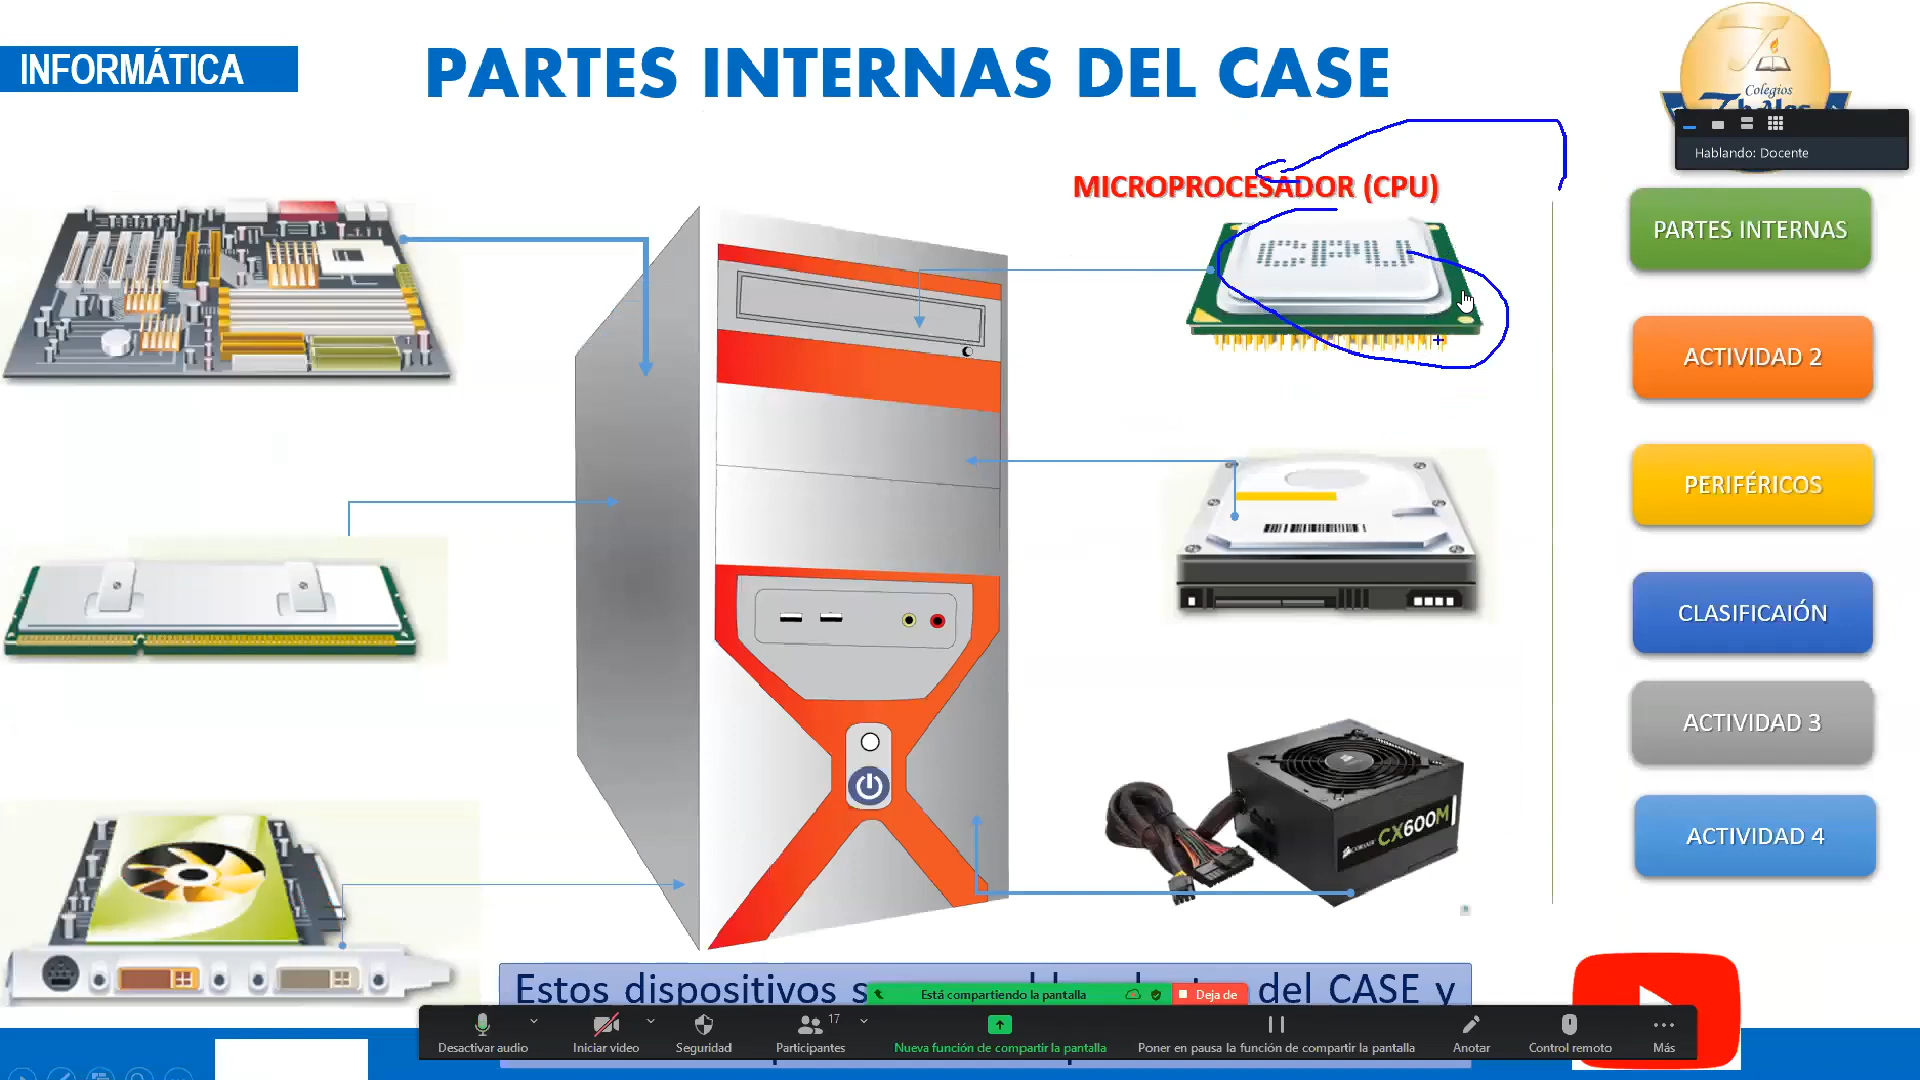 INFORMÁTICA
PARTES INTERNAS DEL CASE
Colegios
Hablando: Docente
MICROPROCESADOR (CPU)
CPU
PARTES INTERNAS
ACTIVIDAD 2
PERIFÉRICOS
CLASIFICAIÓN
ACTIVIDAD 3
ACTIVIDAD 4
CORSAIR CX600M
Estos dispositivos s
del CASE y
Está compartiendo la pantalla
Deja de
17
Desactivar audio
Iniciar video
Seguridad
Participantes
Nueva función de compartir la pantalla
Poner en pausa la función de compartir la pantalla
Anotar
Control remoto
Más